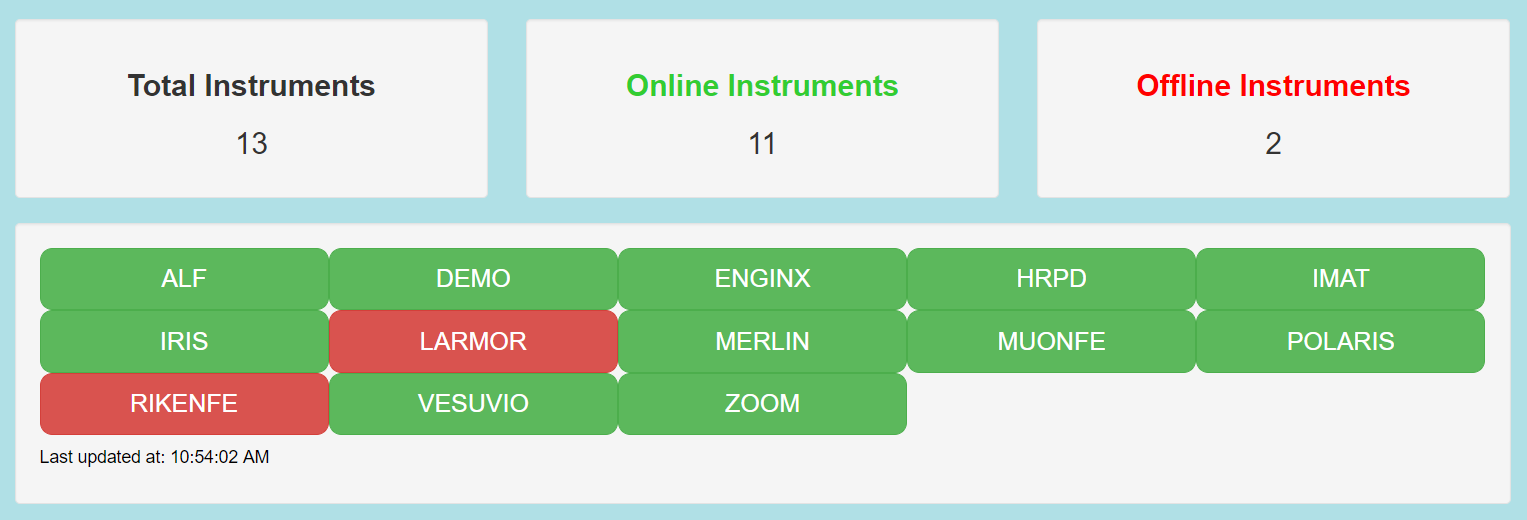 Total Instruments
13
Online Instruments
11
Offline Instruments
2
ALF DEMO ENGINX HRPD IMAT
IRIS LARMOR MERLIN MUONFE POLARIS
RIKENFE VESUVIO ZOOM
Last updated at: 10:54:02 AM